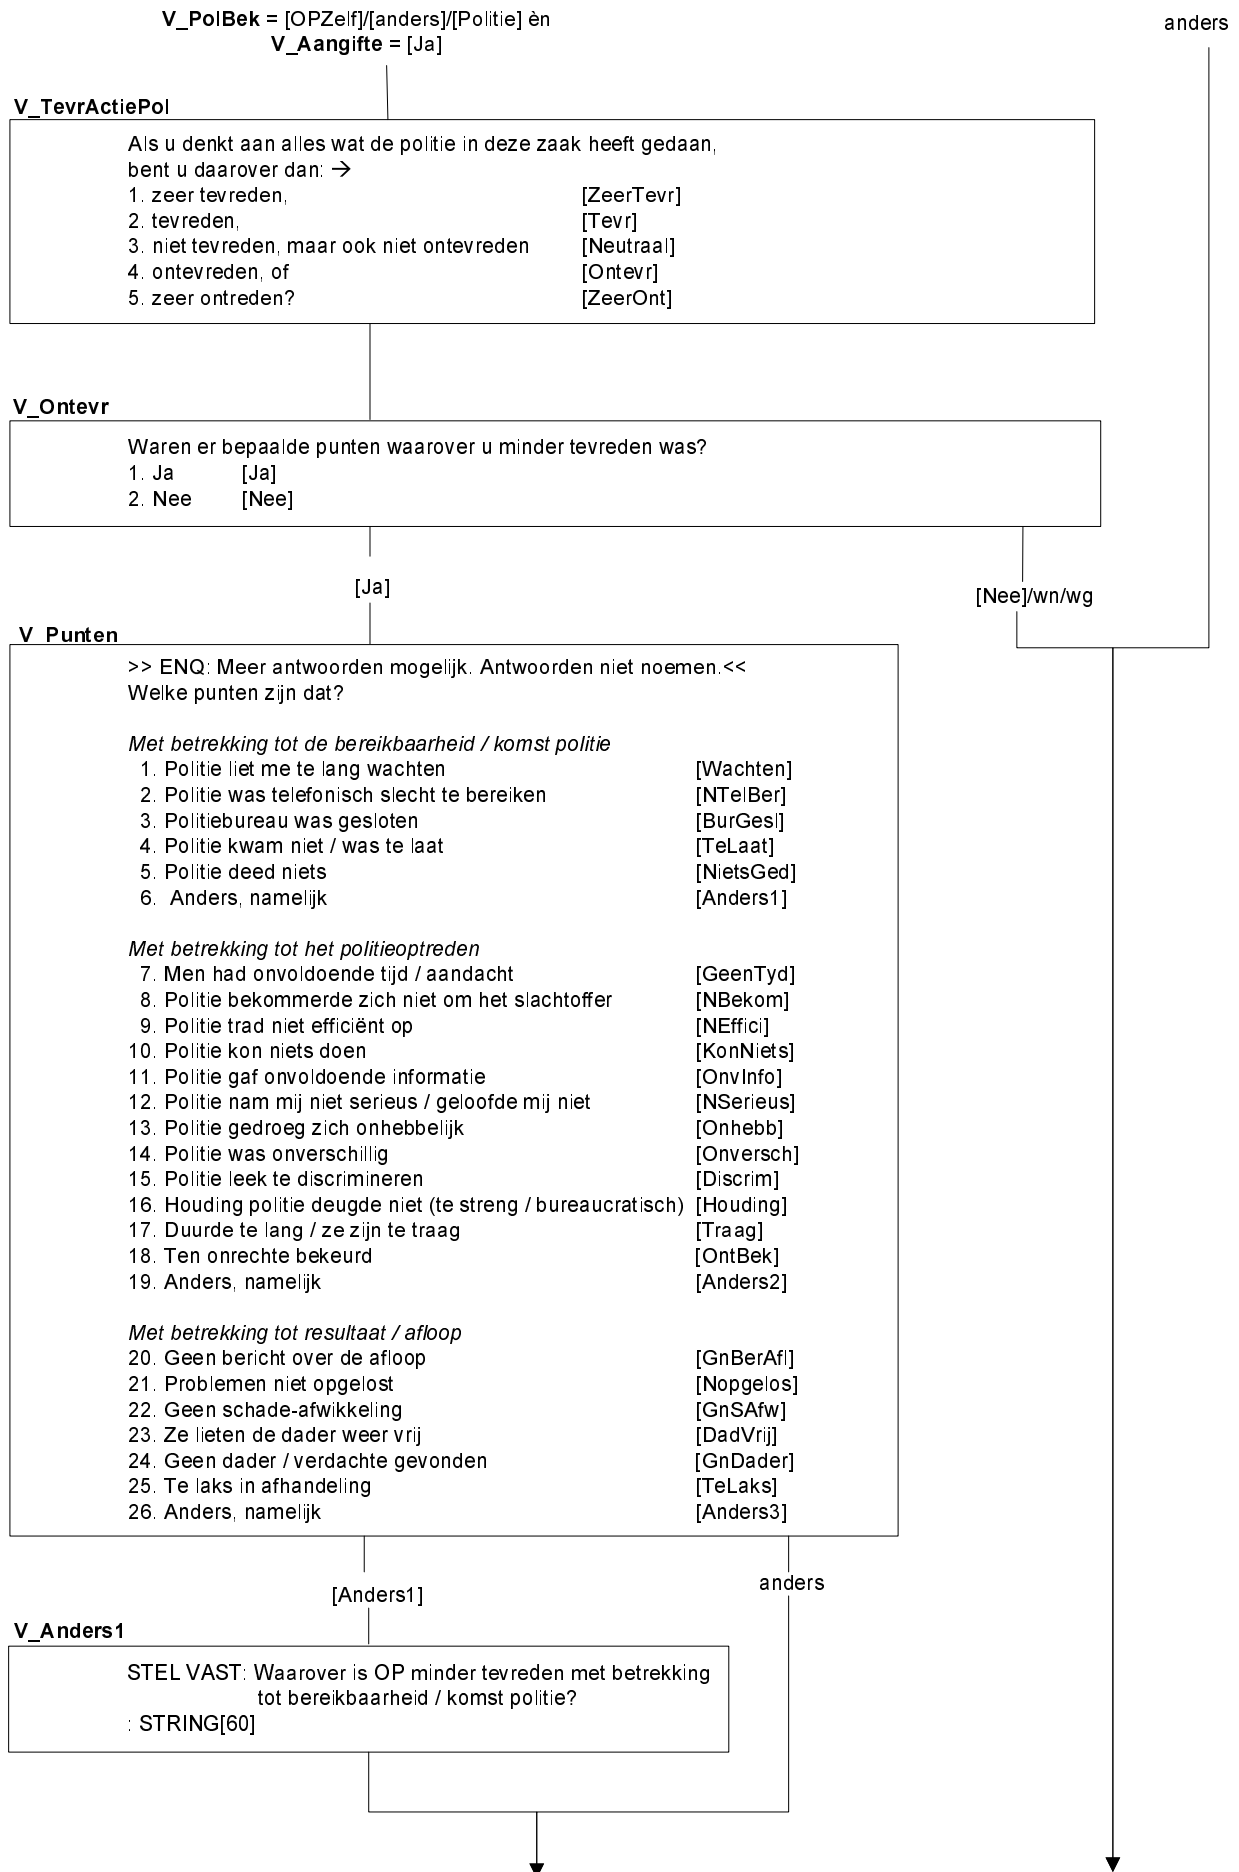 V_PolBek = [OPZelf]/[anders]/[Politie] èn
V_Aangifte = [Ja]
anders
V_TevrActiePol
Als u denkt aan alles wat de politie in deze zaak heeft gedaan,
bent u daarover dan: →
1. zeer tevreden, [ZeerTevr]
2. tevreden, [Tevr]
3. niet tevreden, maar ook niet ontevreden [Neutraal]
4. ontevreden, of [Ontevr]
5. zeer ontreden? [ZeerOnt]
V_Ontevr
Waren er bepaalde punten waarover u minder tevreden was?
1. Ja [Ja]
2. Nee [Nee]
[Ja]
[Nee]/wn/wg
V_Punten
>> ENQ: Meer antwoorden mogelijk. Antwoorden niet noemen.<<
Welke punten zijn dat?
Met betrekking tot de bereikbaarheid / komst politie
1. Politie liet me te lang wachten [Wachten]
2. Politie was telefonisch slecht te bereiken [NTelBer]
3. Politiebureau was gesloten [BurGesl]
4. Politie kwam niet / was te laat [TeLaat]
5. Politie deed niets [NietsGed]
6. Anders, namelijk [Anders1]
Met betrekking tot het politieoptreden
7. Men had onvoldoende tijd / aandacht [GeenTyd]
8. Politie bekommerde zich niet om het slachtoffer [NBekom]
9. Politie trad niet efficiënt op [NEffici]
10. Politie kon niets doen [KonNiets]
11. Politie gaf onvoldoende informatie [OnvInfo]
12. Politie nam mij niet serieus / geloofde mij niet [NSerieus]
13. Politie gedroeg zich onhebbelijk [Onhebb]
14. Politie was onverschillig [Onversch]
15. Politie leek te discrimineren [Discrim]
16. Houding politie deugde niet (te streng / bureaucratisch) [Houding]
17. Duurde te lang / ze zijn te traag [Traag]
18. Ten onrechte bekeurd [OntBek]
19. Anders, namelijk [Anders2]
Met betrekking tot resultaat / afloop
20. Geen bericht over de afloop [GnBerAfl]
21. Problemen niet opgelost [Nopgelos]
22. Geen schade-afwikkeling [GnSAfw]
23. Ze lieten de dader weer vrij [DadVrij]
24. Geen dader / verdachte gevonden [GnDader]
25. Te laks in afhandeling [TeLaks]
26. Anders, namelijk [Anders3]
[Anders1]
anders
V_Anders1
STEL VAST: Waarover is OP minder tevreden met betrekking
tot bereikbaarheid / komst politie?
: STRING[60]